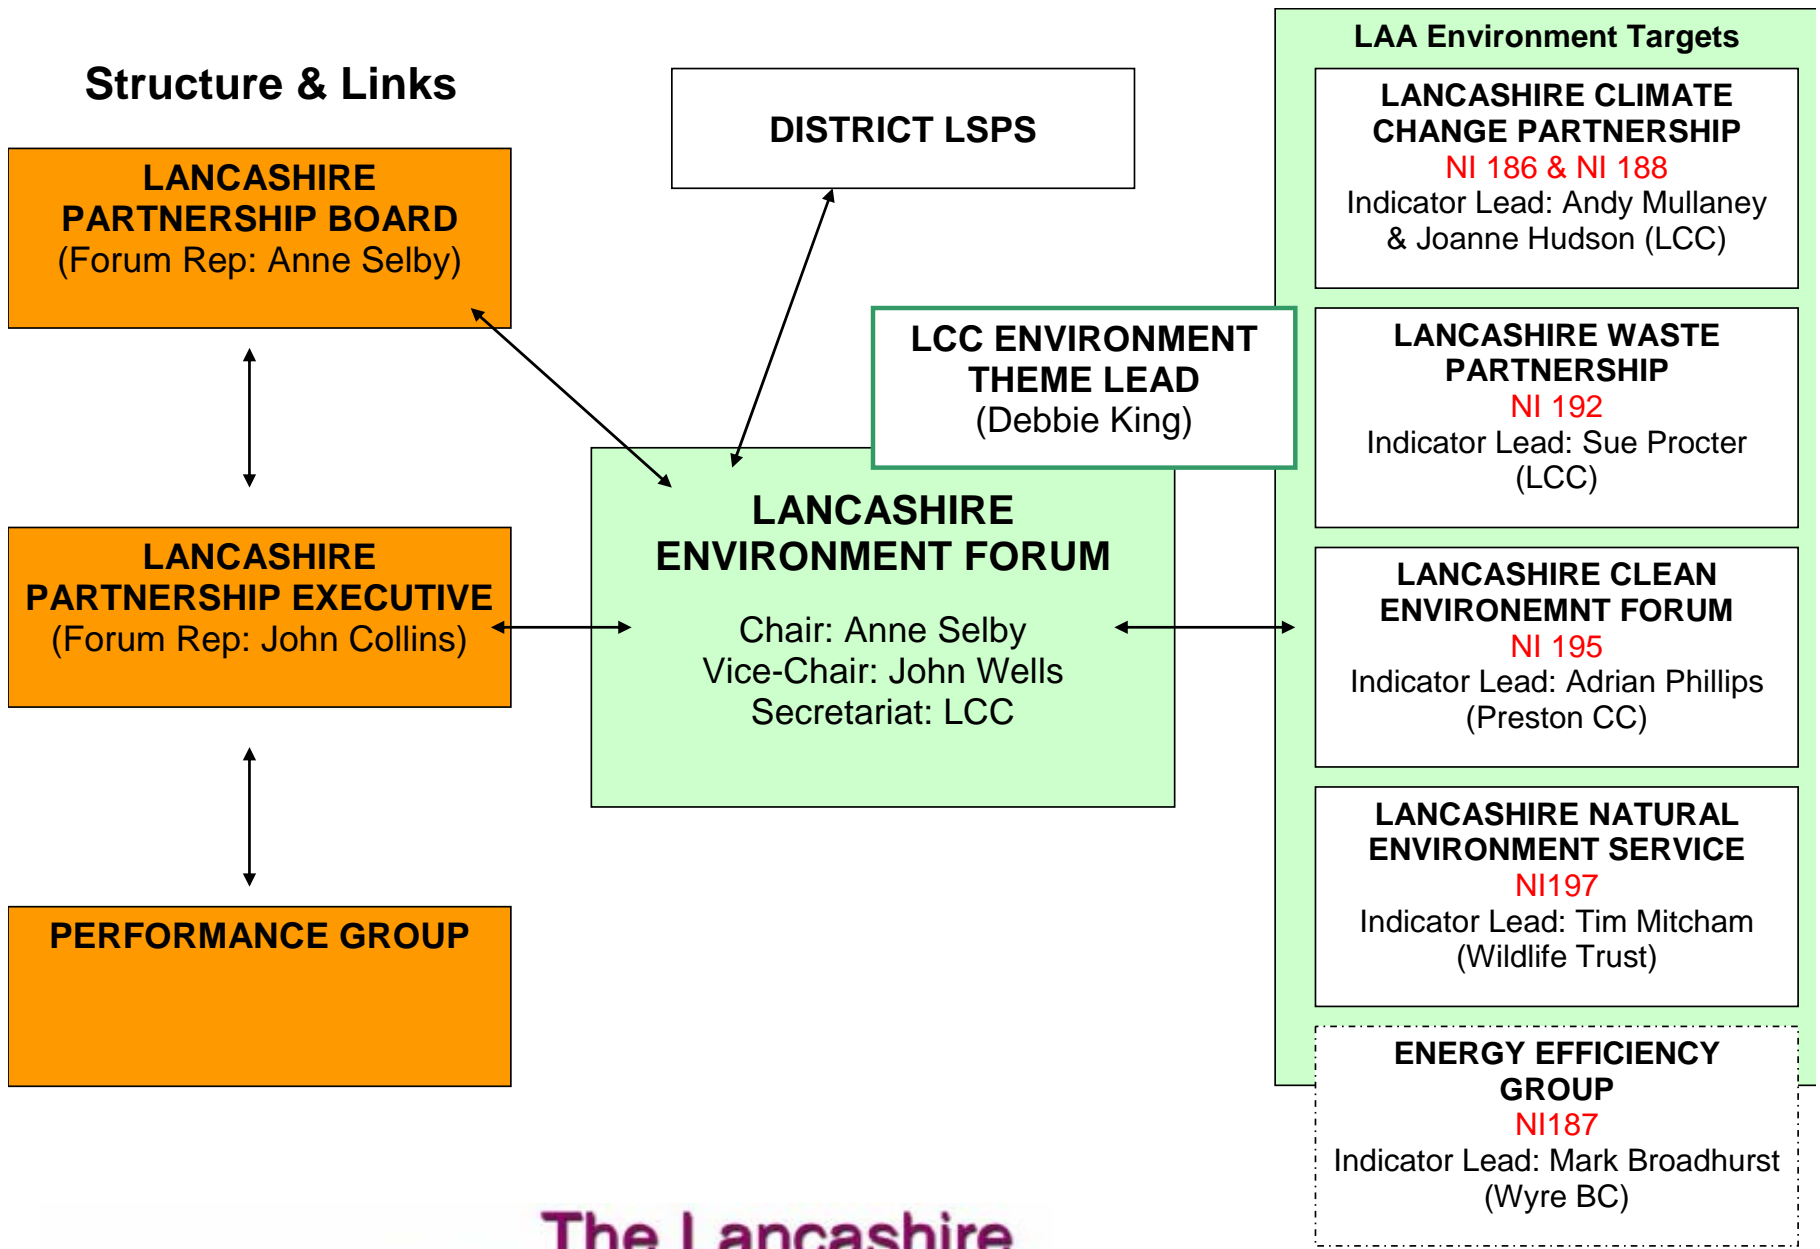 Structure & Links
LANCASHIRE
PARTNERSHIP BOARD
(Forum Rep: Anne Selby)
LANCASHIRE
PARTNERSHIP EXECUTIVE
(Forum Rep: John Collins)
PERFORMANCE GROUP
DISTRICT LSPS
LCC ENVIRONMENT
THEME LEAD
(Debbie King)
LANCASHIRE
ENVIRONMENT FORUM
Chair: Anne Selby
Vice-Chair: John Wells
Secretariat: LCC
LAA Environment Targets
LANCASHIRE CLIMATE
CHANGE PARTNERSHIP
NI 186 & NI 188
Indicator Lead: Andy Mullaney
& Joanne Hudson (LCC)
LANCASHIRE WASTE
PARTNERSHIP
NI 192
Indicator Lead: Sue Procter
(LCC)
LANCASHIRE CLEAN
ENVIRONEMNT FORUM
NI 195
Indicator Lead: Adrian Phillips
(Preston CC)
LANCASHIRE NATURAL
ENVIRONMENT SERVICE
NI197
Indicator Lead: Tim Mitcham
(Wildlife Trust)
ENERGY EFFICIENCY
GROUP
NI187
Indicator Lead: Mark Broadhurst
(Wyre BC)
The Lancashire